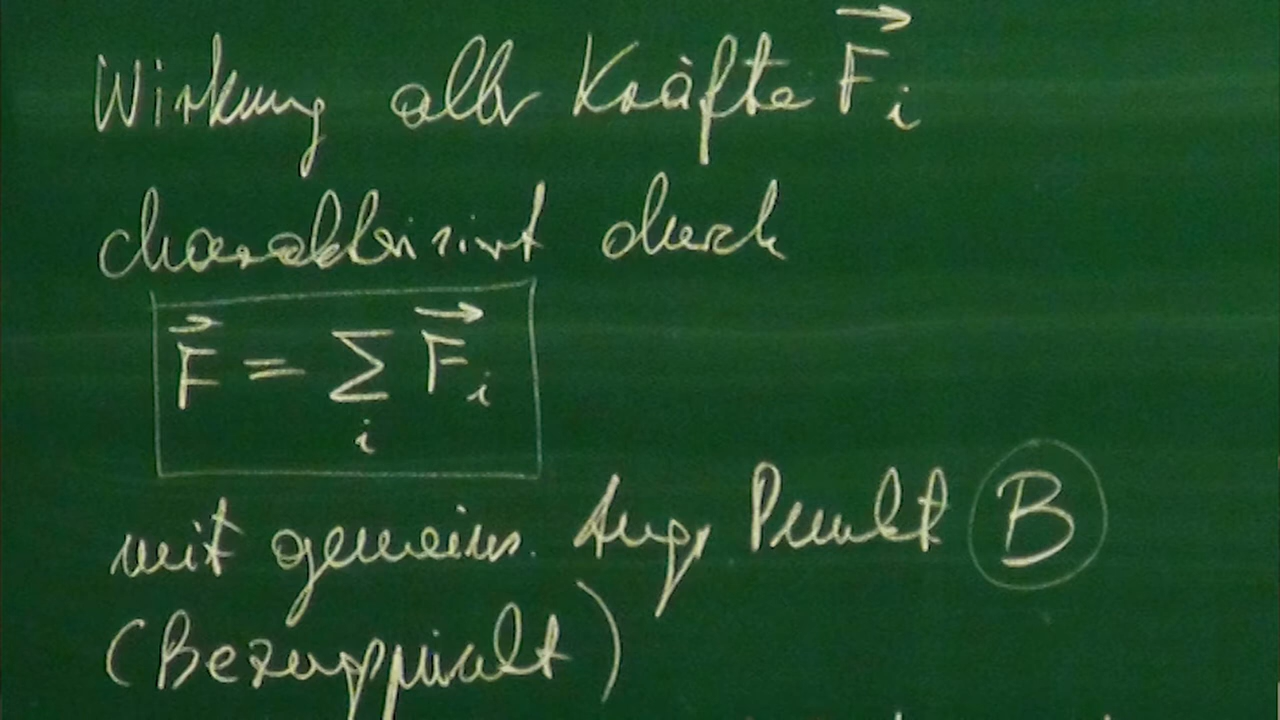 Wirkung aller Kräfte F⃗ᵢ
charakterisiert durch
F⃗ = ∑ᵢ F⃗ᵢ
mit gemeins. Angr. Punkt B
(Bezugspunkt)